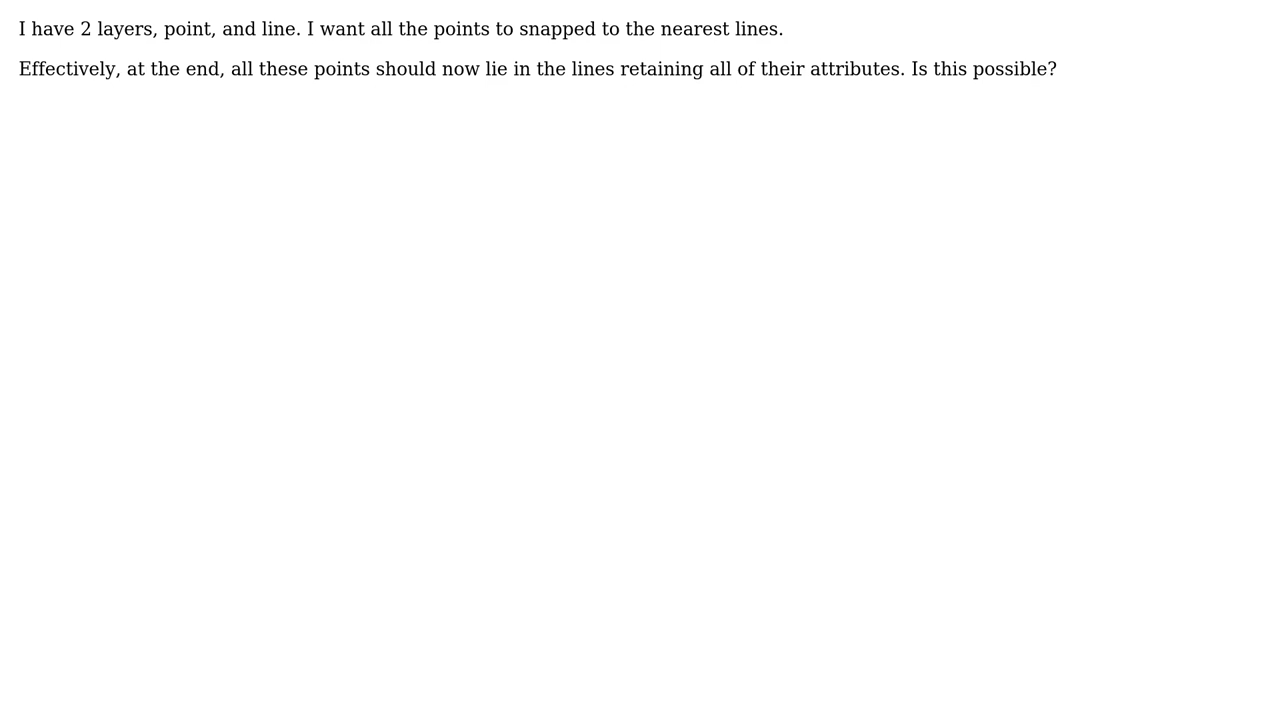 I have 2 layers, point, and line. I want all the points to snapped to the nearest lines.
Effectively, at the end, all these points should now lie in the lines retaining all of their attributes. Is this possible?